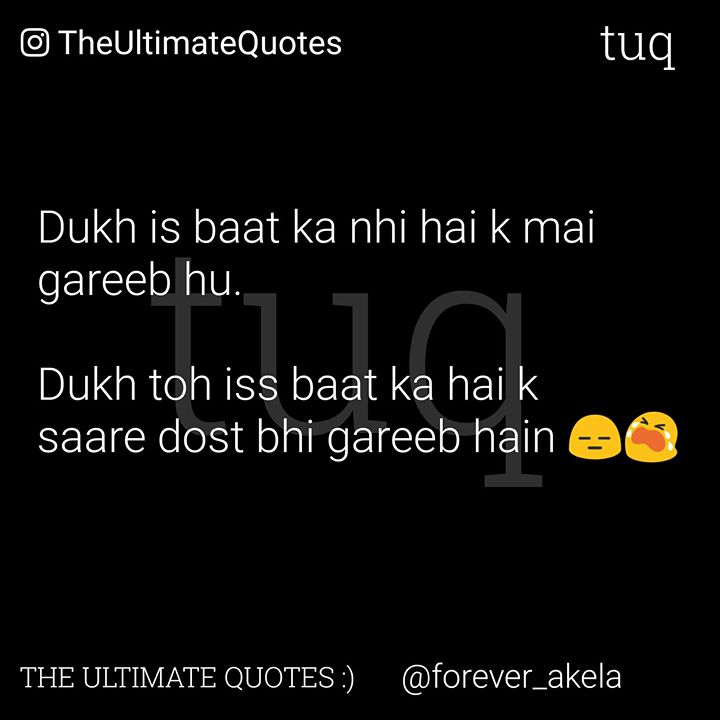 TheUltimateQuotes
tuq
Dukh is baat ka nhi hai k mai
gareeb hu.
Dukh toh iss baat ka hai k
saare dost bhi gareeb hain 😑😭
tuq
THE ULTIMATE QUOTES :)
@forever_akela